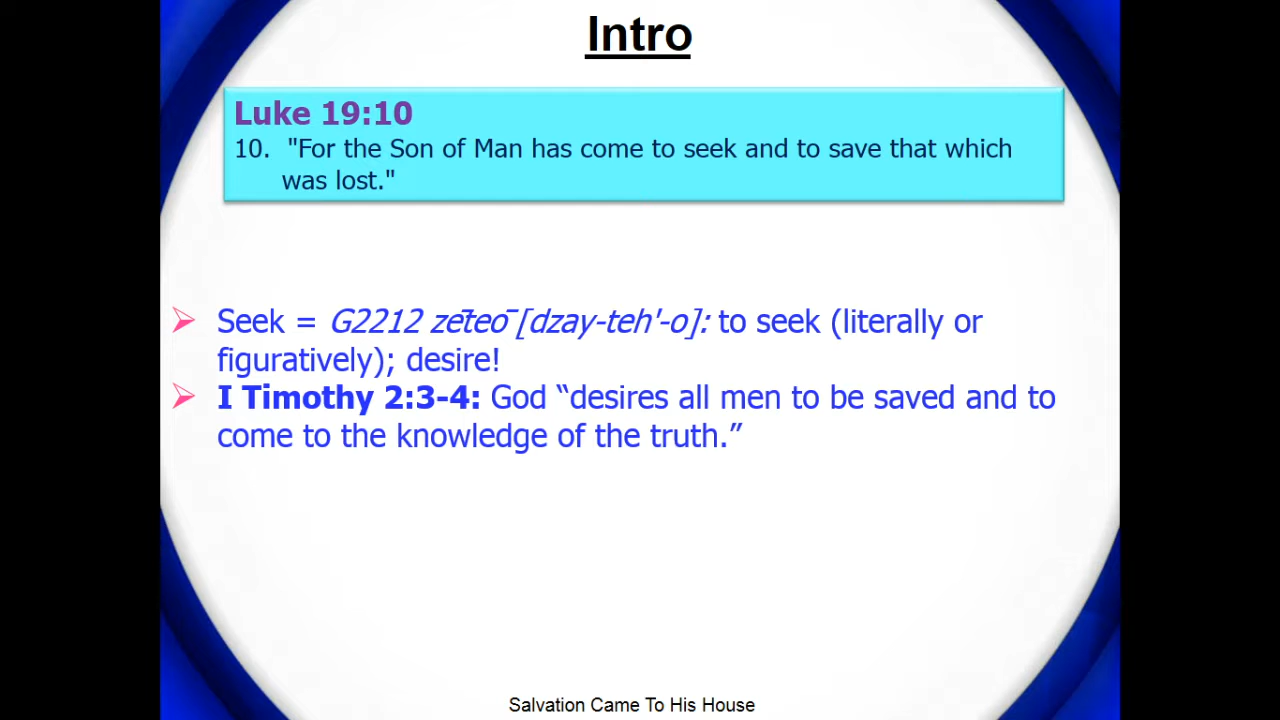 Intro
Luke 19:10
10. "For the Son of Man has come to seek and to save that which
was lost."
Seek = G2212 zēteō [dzay-teh'-o]: to seek (literally or
figuratively); desire!
I Timothy 2:3-4: God “desires all men to be saved and to
come to the knowledge of the truth.”
Salvation Came To His House